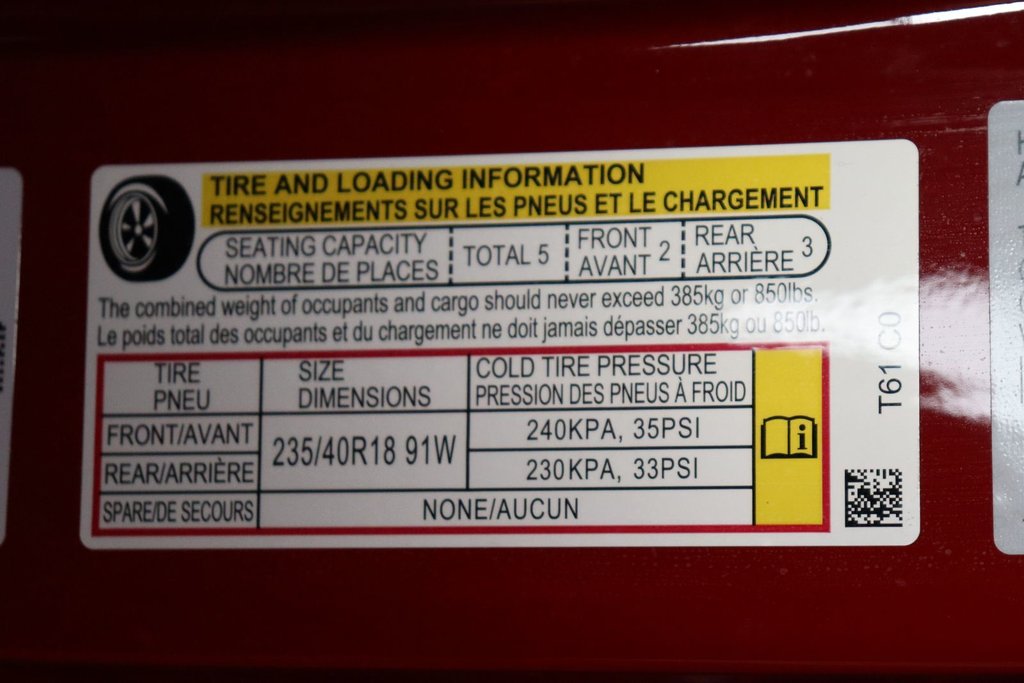 TIRE AND LOADING INFORMATION
RENSEIGNEMENTS SUR LES PNEUS ET LE CHARGEMENT
SEATING CAPACITY
NOMBRE DE PLACES
TOTAL 5
FRONT
AVANT 2
REAR
ARRIÈRE 3
The combined weight of occupants and cargo should never exceed 385kg or 850lbs.
Le poids total des occupants et du chargement ne doit jamais dépasser 385kg ou 850lb.
TIRE
PNEU
SIZE
DIMENSIONS
COLD TIRE PRESSURE
PRESSION DES PNEUS À FROID
FRONT/AVANT
REAR/ARRIÈRE
235/40R18 91W
240KPA, 35PSI
230KPA, 33PSI
SPARE/DE SECOURS
NONE/AUCUN
T61 C0